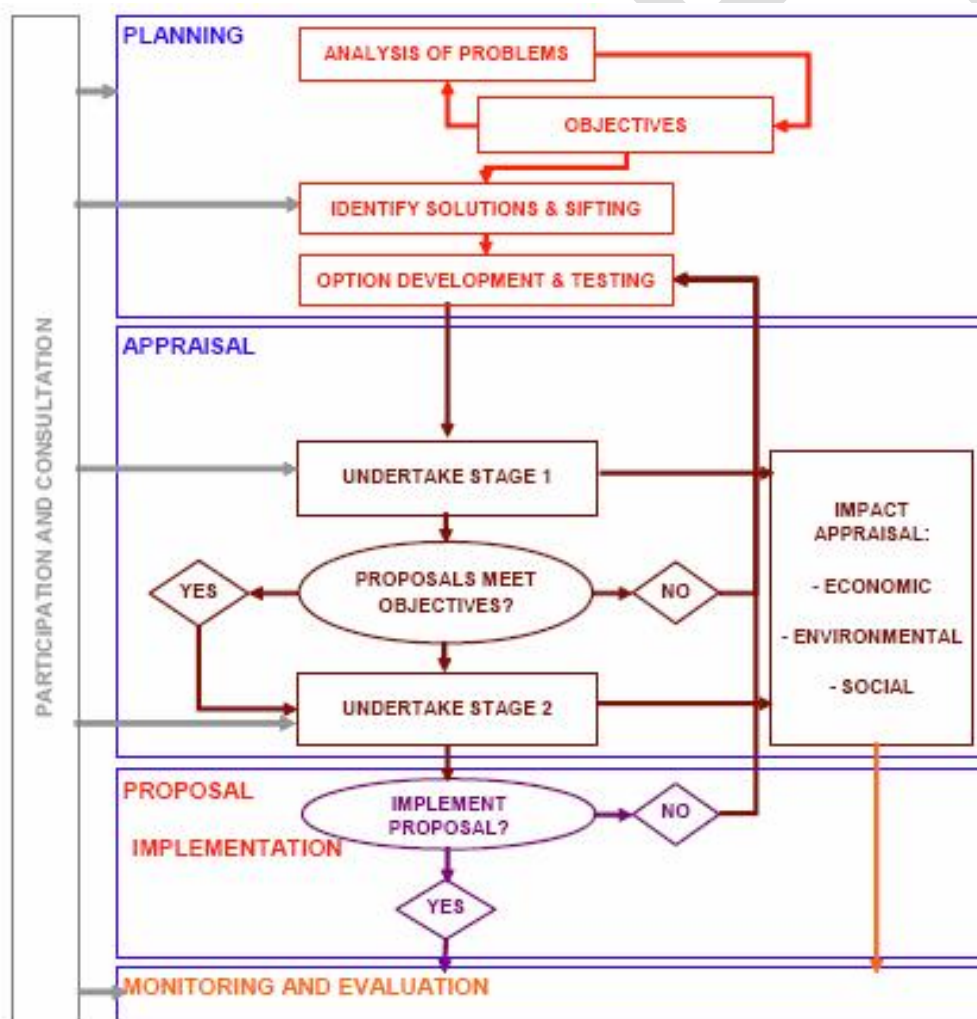 PARTICIPATION AND CONSULTATION
PLANNING
ANALYSIS OF PROBLEMS
OBJECTIVES
IDENTIFY SOLUTIONS & SIFTING
OPTION DEVELOPMENT & TESTING
APPRAISAL
UNDERTAKE STAGE 1
IMPACT
APPRAISAL:
- ECONOMIC
- ENVIRONMENTAL
- SOCIAL
YES
PROPOSALS MEET
OBJECTIVES?
NO
UNDERTAKE STAGE 2
PROPOSAL
IMPLEMENTATION
IMPLEMENT
PROPOSAL?
NO
YES
MONITORING AND EVALUATION